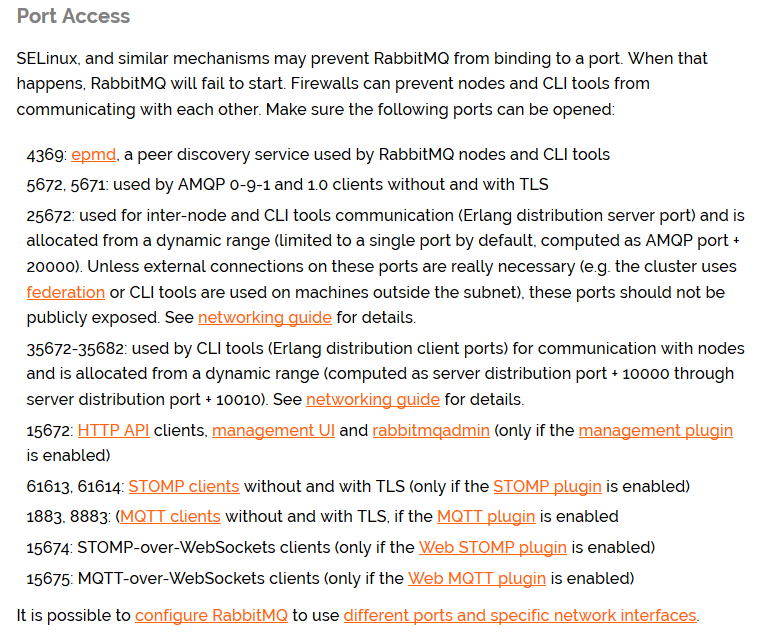 Port Access
SELinux, and similar mechanisms may prevent RabbitMQ from binding to a port. When that
happens, RabbitMQ will fail to start. Firewalls can prevent nodes and CLI tools from
communicating with each other. Make sure the following ports can be opened:
4369: epmd, a peer discovery service used by RabbitMQ nodes and CLI tools
5672, 5671: used by AMQP 0-9-1 and 1.0 clients without and with TLS
25672: used for inter-node and CLI tools communication (Erlang distribution server port) and is
allocated from a dynamic range (limited to a single port by default, computed as AMQP port +
20000). Unless external connections on these ports are really necessary (e.g. the cluster uses
federation or CLI tools are used on machines outside the subnet), these ports should not be
publicly exposed. See networking guide for details.
35672-35682: used by CLI tools (Erlang distribution client ports) for communication with nodes
and is allocated from a dynamic range (computed as server distribution port + 10000 through
server distribution port + 10010). See networking guide for details.
15672: HTTP API clients, management UI and rabbitmqadmin (only if the management plugin
is enabled)
61613, 61614: STOMP clients without and with TLS (only if the STOMP plugin is enabled)
1883, 8883: (MQTT clients without and with TLS, if the MQTT plugin is enabled
15674: STOMP-over-WebSockets clients (only if the Web STOMP plugin is enabled)
15675: MQTT-over-WebSockets clients (only if the Web MQTT plugin is enabled)
It is possible to configure RabbitMQ to use different ports and specific network interfaces.